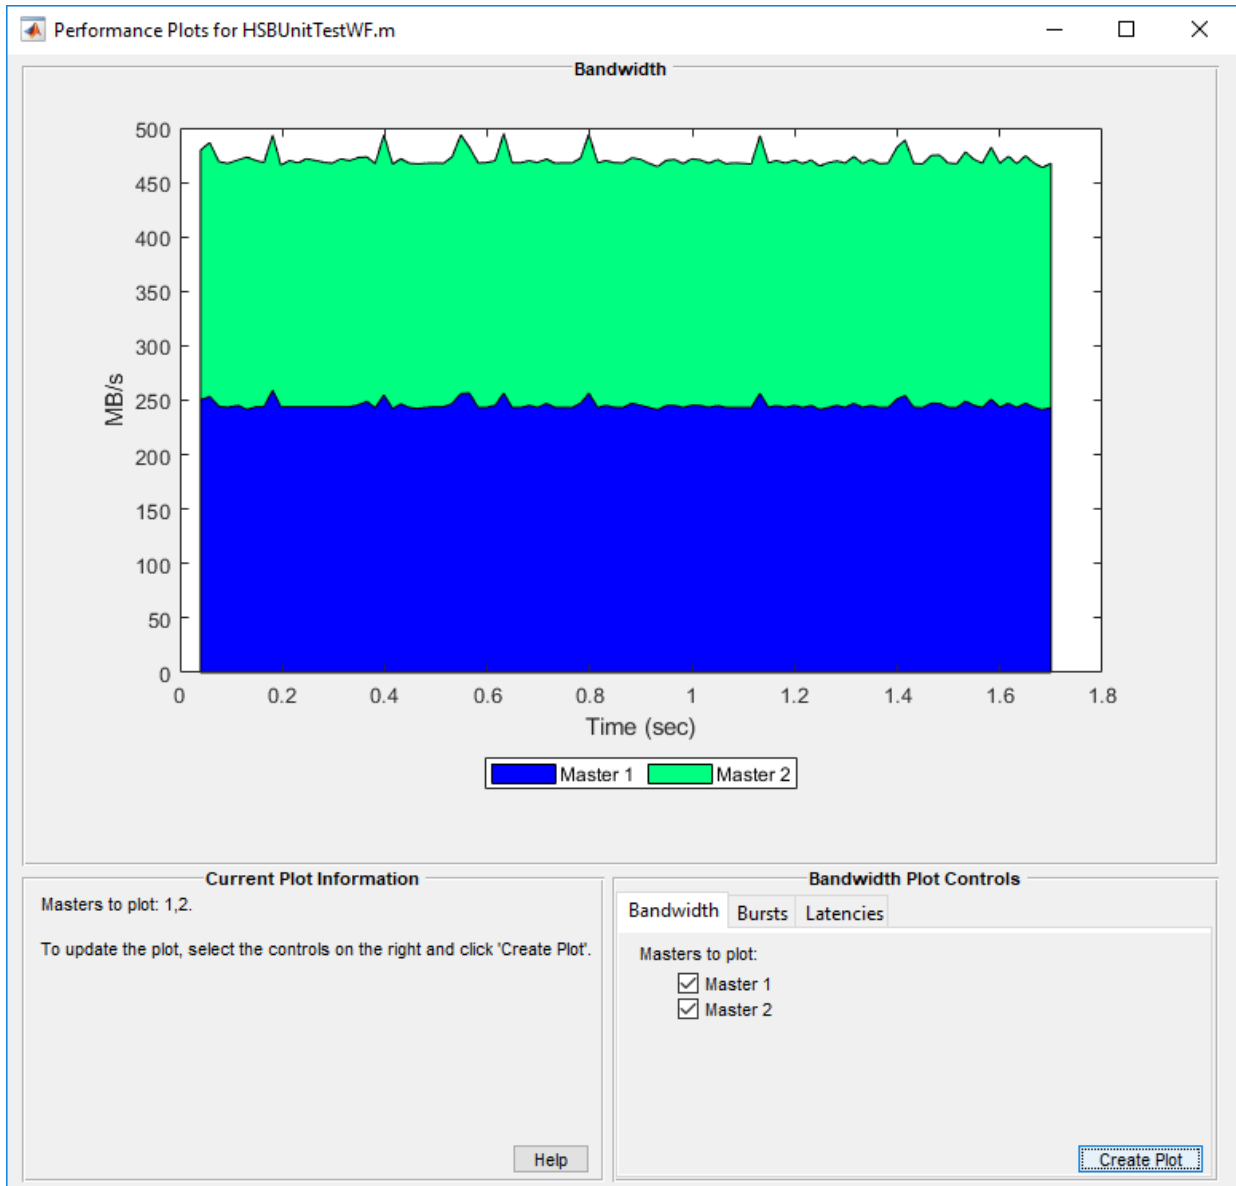 Performance Plots for HSBUnitTestWF.m
Bandwidth
500
450
400
350
300
250
200
150
100
50
0
MB/s
0 0.2 0.4 0.6 0.8 1 1.2 1.4 1.6 1.8
Time (sec)
Master 1 Master 2
Current Plot Information
Masters to plot: 1,2.
To update the plot, select the controls on the right and click 'Create Plot'.
Help
Bandwidth Plot Controls
Bandwidth Bursts Latencies
Masters to plot:
Master 1
Master 2
Create Plot